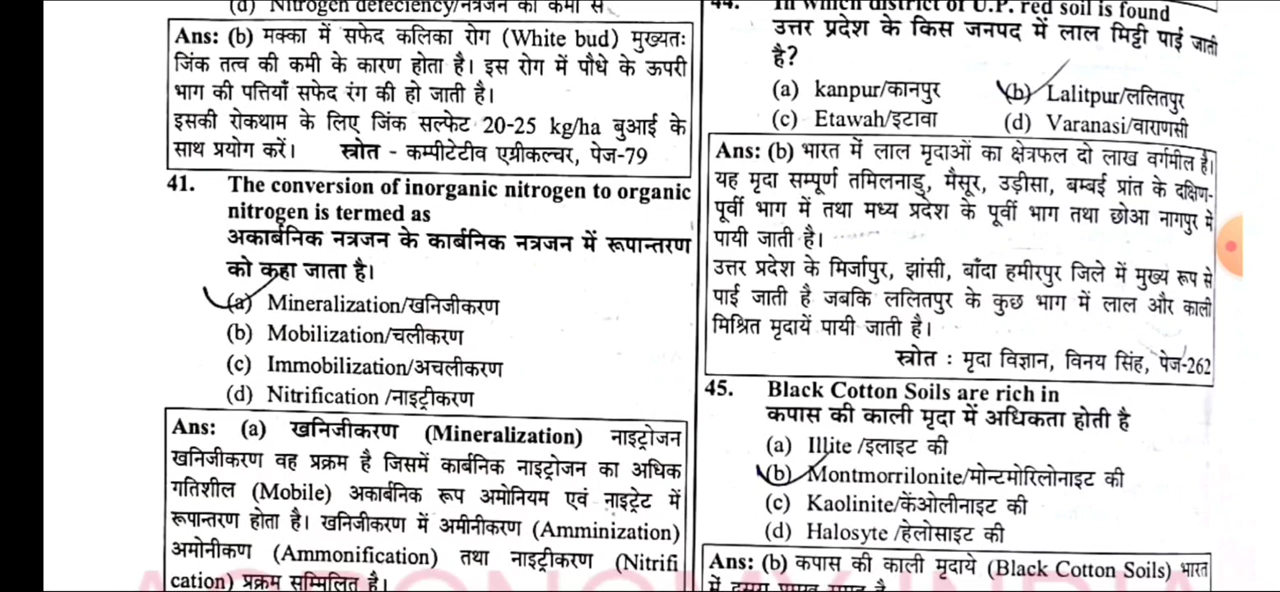 (d) Nitrogen defeciency/नत्रजन की कमी से
Ans: (b) मक्का में सफेद कलिका रोग (White bud) मुख्यतः
जिंक तत्व की कमी के कारण होता है। इस रोग में पौधे के ऊपरी
भाग की पत्तियाँ सफेद रंग की हो जाती है।
इसकी रोकथाम के लिए जिंक सल्फेट 20-25 kg/ha बुआई के
साथ प्रयोग करें। स्त्रोत - कम्पीटेटीव एग्रीकल्चर, पेज-79
41. The conversion of inorganic nitrogen to organic
nitrogen is termed as
अकार्बनिक नत्रजन के कार्बनिक नत्रजन में रूपान्तरण
को कहा जाता है।
(a) Mineralization/खनिजीकरण
(b) Mobilization/चलीकरण
(c) Immobilization/अचलीकरण
(d) Nitrification /नाइट्रीकरण
Ans: (a) खनिजीकरण (Mineralization) नाइट्रोजन
खनिजीकरण वह प्रक्रम है जिसमें कार्बनिक नाइट्रोजन का अधिक
गतिशील (Mobile) अकार्बनिक रूप अमोनियम एवं नाइट्रेट में
रूपान्तरण होता है। खनिजीकरण में अमीनीकरण (Amminization)
अमोनीकण (Ammonification) तथा नाइट्रीकरण (Nitrifi
cation) प्रक्रम सम्मिलित है।
44. In which district of U.P. red soil is found
उत्तर प्रदेश के किस जनपद में लाल मिट्टी पाई जाती
है?
(a) kanpur/कानपुर (b) Lalitpur/ललितपुर
(c) Etawah/इटावा (d) Varanasi/वाराणसी
Ans: (b) भारत में लाल मृदाओं का क्षेत्रफल दो लाख वर्गमील है।
यह मृदा सम्पूर्ण तमिलनाडु, मैसूर, उड़ीसा, बम्बई प्रांत के दक्षिण-
पूर्वी भाग में तथा मध्य प्रदेश के पूर्वी भाग तथा छोआ नागपुर में
पायी जाती है।
उत्तर प्रदेश के मिर्जापुर, झांसी, बाँदा हमीरपुर जिले में मुख्य रूप से
पाई जाती है जबकि ललितपुर के कुछ भाग में लाल और काली
मिश्रित मृदायें पायी जाती है।
स्त्रोत : मृदा विज्ञान, विनय सिंह, पेज-262
45. Black Cotton Soils are rich in
कपास की काली मृदा में अधिकता होती है
(a) Illite /इलाइट की
(b) Montmorrilonite/मोन्टमोरिलोनाइट की
(c) Kaolinite/केंओलीनाइट की
(d) Halosyte /हेलोसाइट की
Ans: (b) कपास की काली मृदाये (Black Cotton Soils) भारत
AGRONOMY INDIA